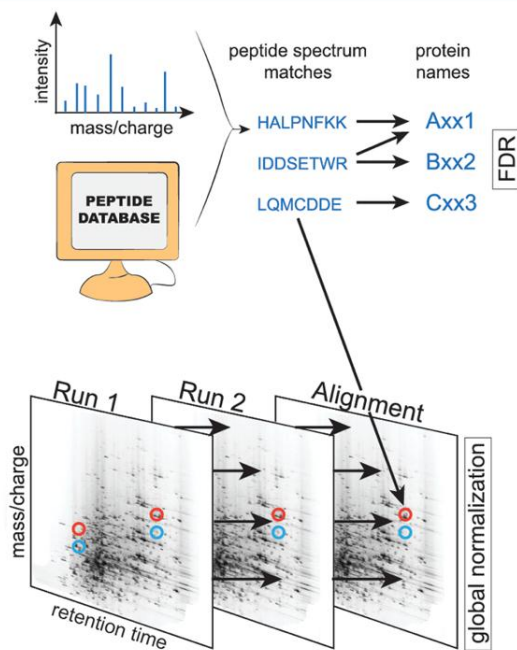 intensity
mass/charge
PEPTIDE
DATABASE
peptide spectrum
matches
HALPNFKK
IDDSETWR
LQMCDDE
protein
names
Axx1
Bxx2
Cxx3
FDR
Run 1
Run 2
Alignment
mass/charge
retention time
global normalization